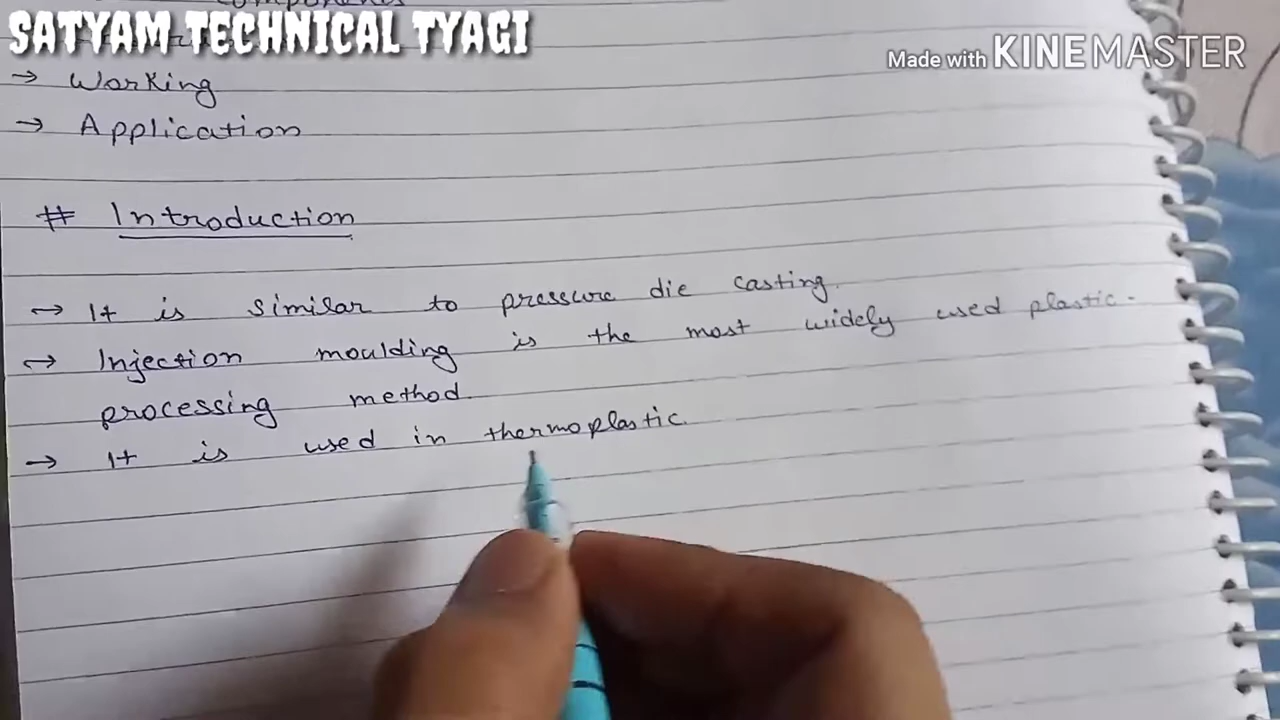 components
SATYAM TECHNICAL TYAGI
Made with KINEMASTER
→ Working
→ Application
# Introduction
→ It is similar to pressure die casting.
→ Injection moulding is the most widely used plastic.
processing method.
→ It is used in thermoplastic.